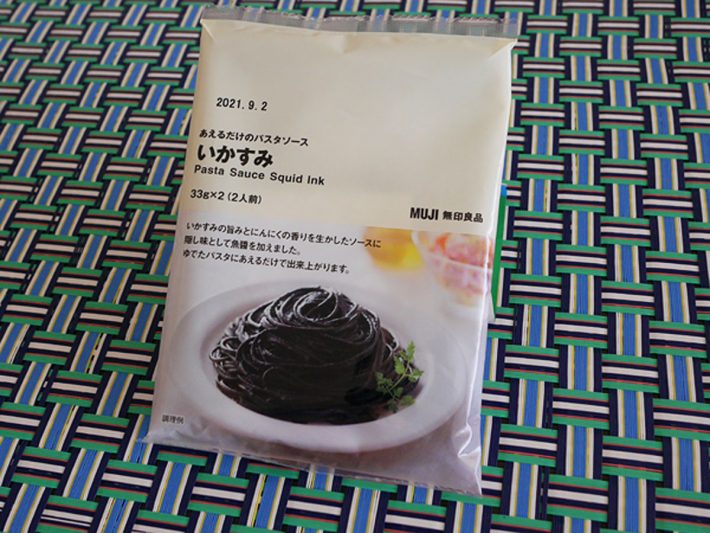 2021.9.2
あえるだけのパスタソース
いかすみ
Pasta Sauce Squid Ink
33g×2（2人前）
MUJI 無印良品
いかすみの旨みとにんにくの香りを生かしたソースに
隠し味として魚醤を加えました。
ゆでたパスタにあえるだけで出来上がります。
調理例